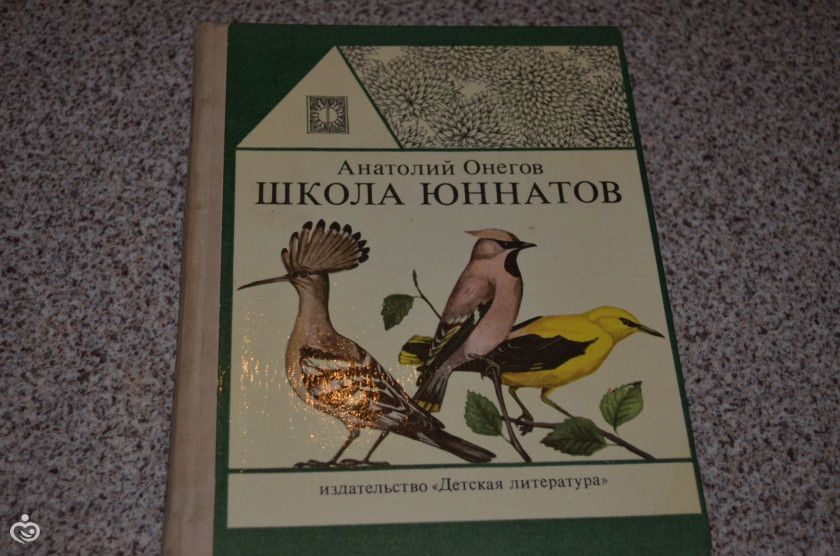 Анатолий Онегов
ШКОЛА ЮННАТОВ
издательство «Детская литература»